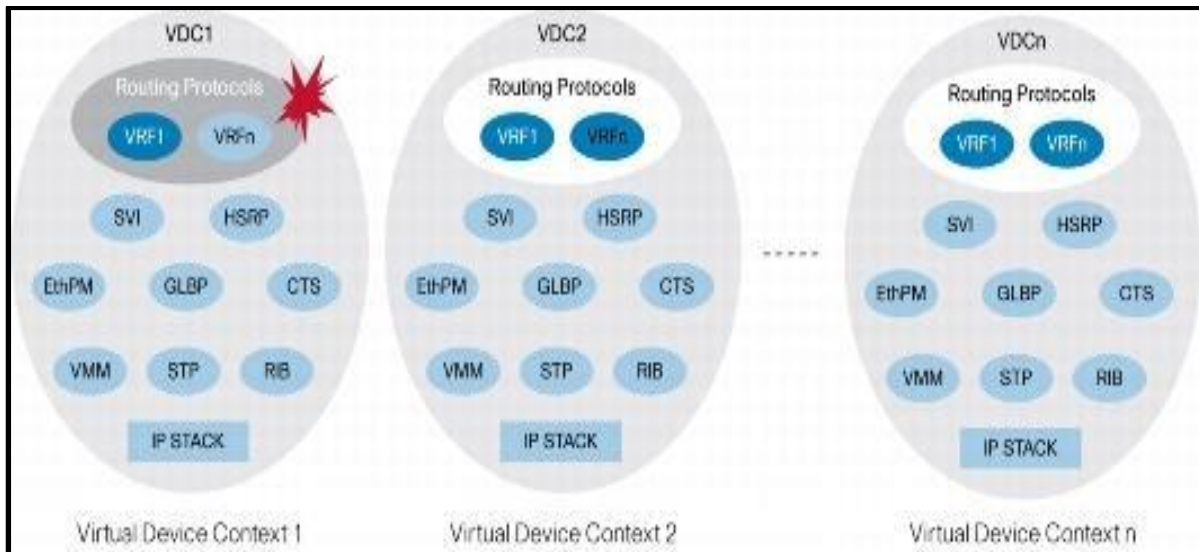 VDC1
Routing Protocols
VRF1 VRFn
SVI HSRP
EthPM GLBP CTS
VMM STP RIB
IP STACK
Virtual Device Context 1
VDC2
Routing Protocols
VRF1 VRFn
SVI HSRP
EthPM GLBP CTS
VMM STP RIB
IP STACK
Virtual Device Context 2
VDCn
Routing Protocols
VRF1 VRFn
SVI HSRP
EthPM GLBP CTS
VMM STP RIB
IP STACK
Virtual Device Context n